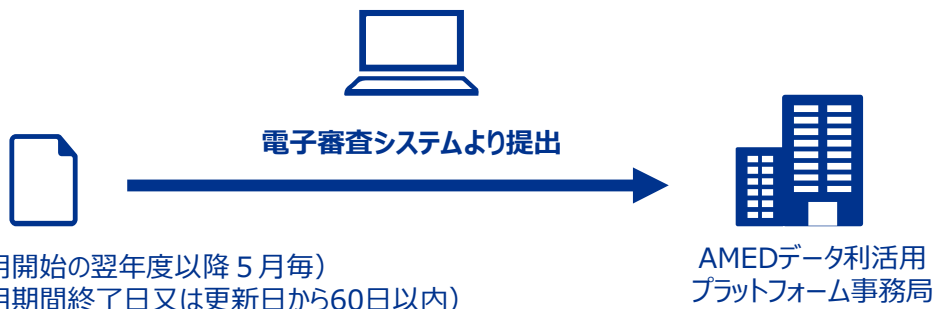 電子審査システムより提出
用開始の翌年度以降５月毎）
用期間終了日又は更新日から60日以内）
AMEDデータ利活用
プラットフォーム事務局